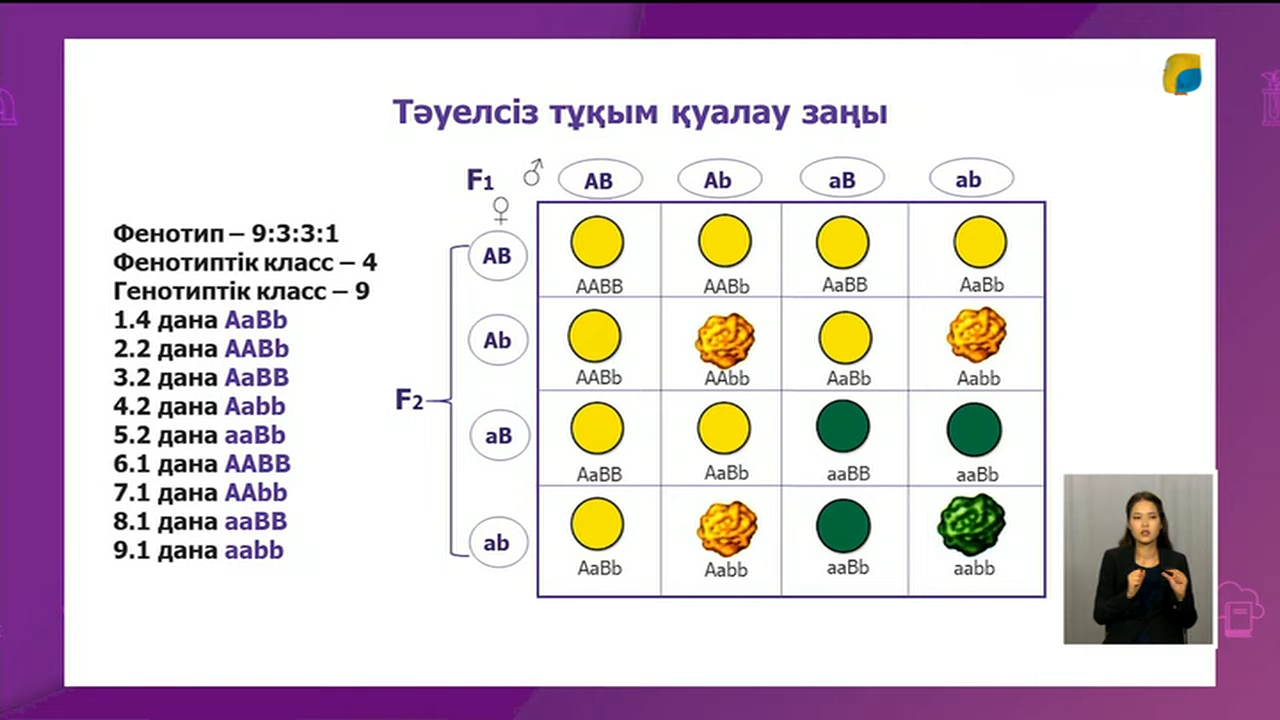 Тәуелсіз тұқым қуалау заңы
F1 ♂ AB Ab aB ab
♀
Фенотип – 9:3:3:1
Фенотиптік класс – 4
Генотиптік класс – 9
1.4 дана AaBb
2.2 дана AABb
3.2 дана AaBB
4.2 дана Aabb
5.2 дана aaBb
6.1 дана AABB
7.1 дана AAbb
8.1 дана aaBB
9.1 дана aabb
F2
AB
AABB AABb AaBB AaBb
Ab
AABb AAbb AaBb Aabb
aB
AaBB AaBb aaBB aaBb
ab
AaBb Aabb aaBb aabb